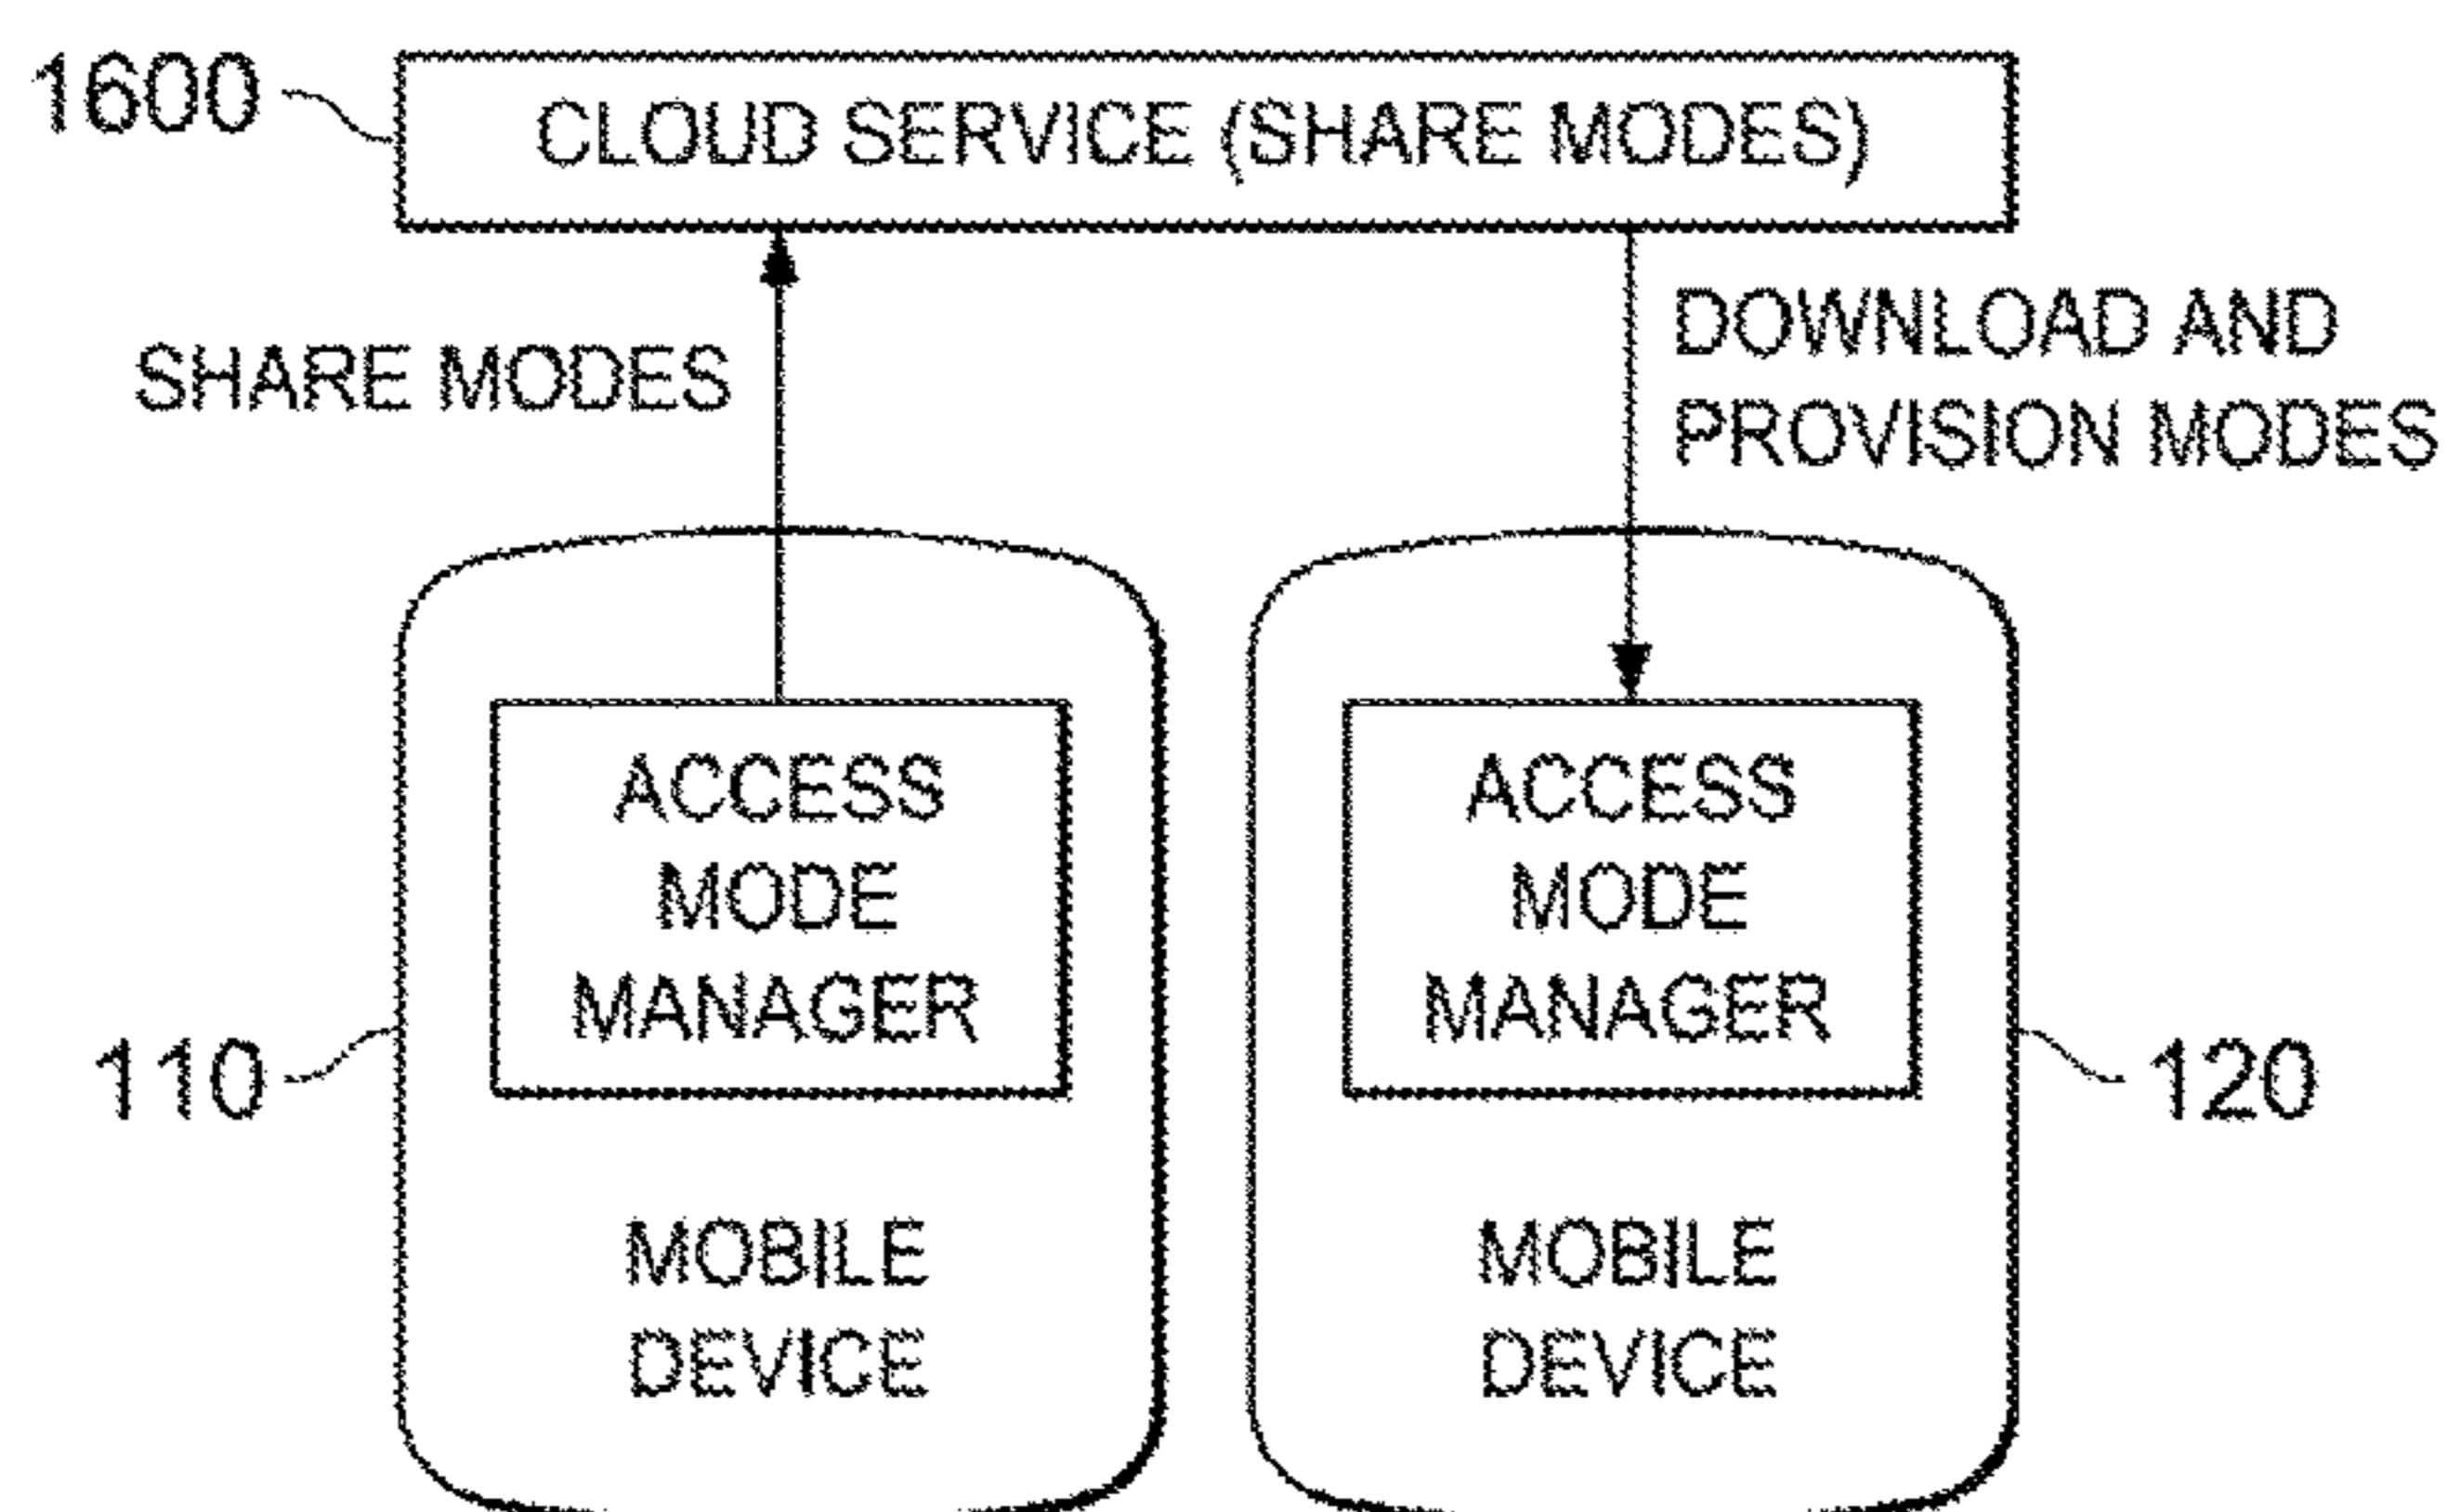 1600
CLOUD SERVICE (SHARE MODES)
SHARE MODES
DOWNLOAD AND
PROVISION MODES
ACCESS
MODE
MANAGER
110
MOBILE
DEVICE
ACCESS
MODE
MANAGER
120
MOBILE
DEVICE